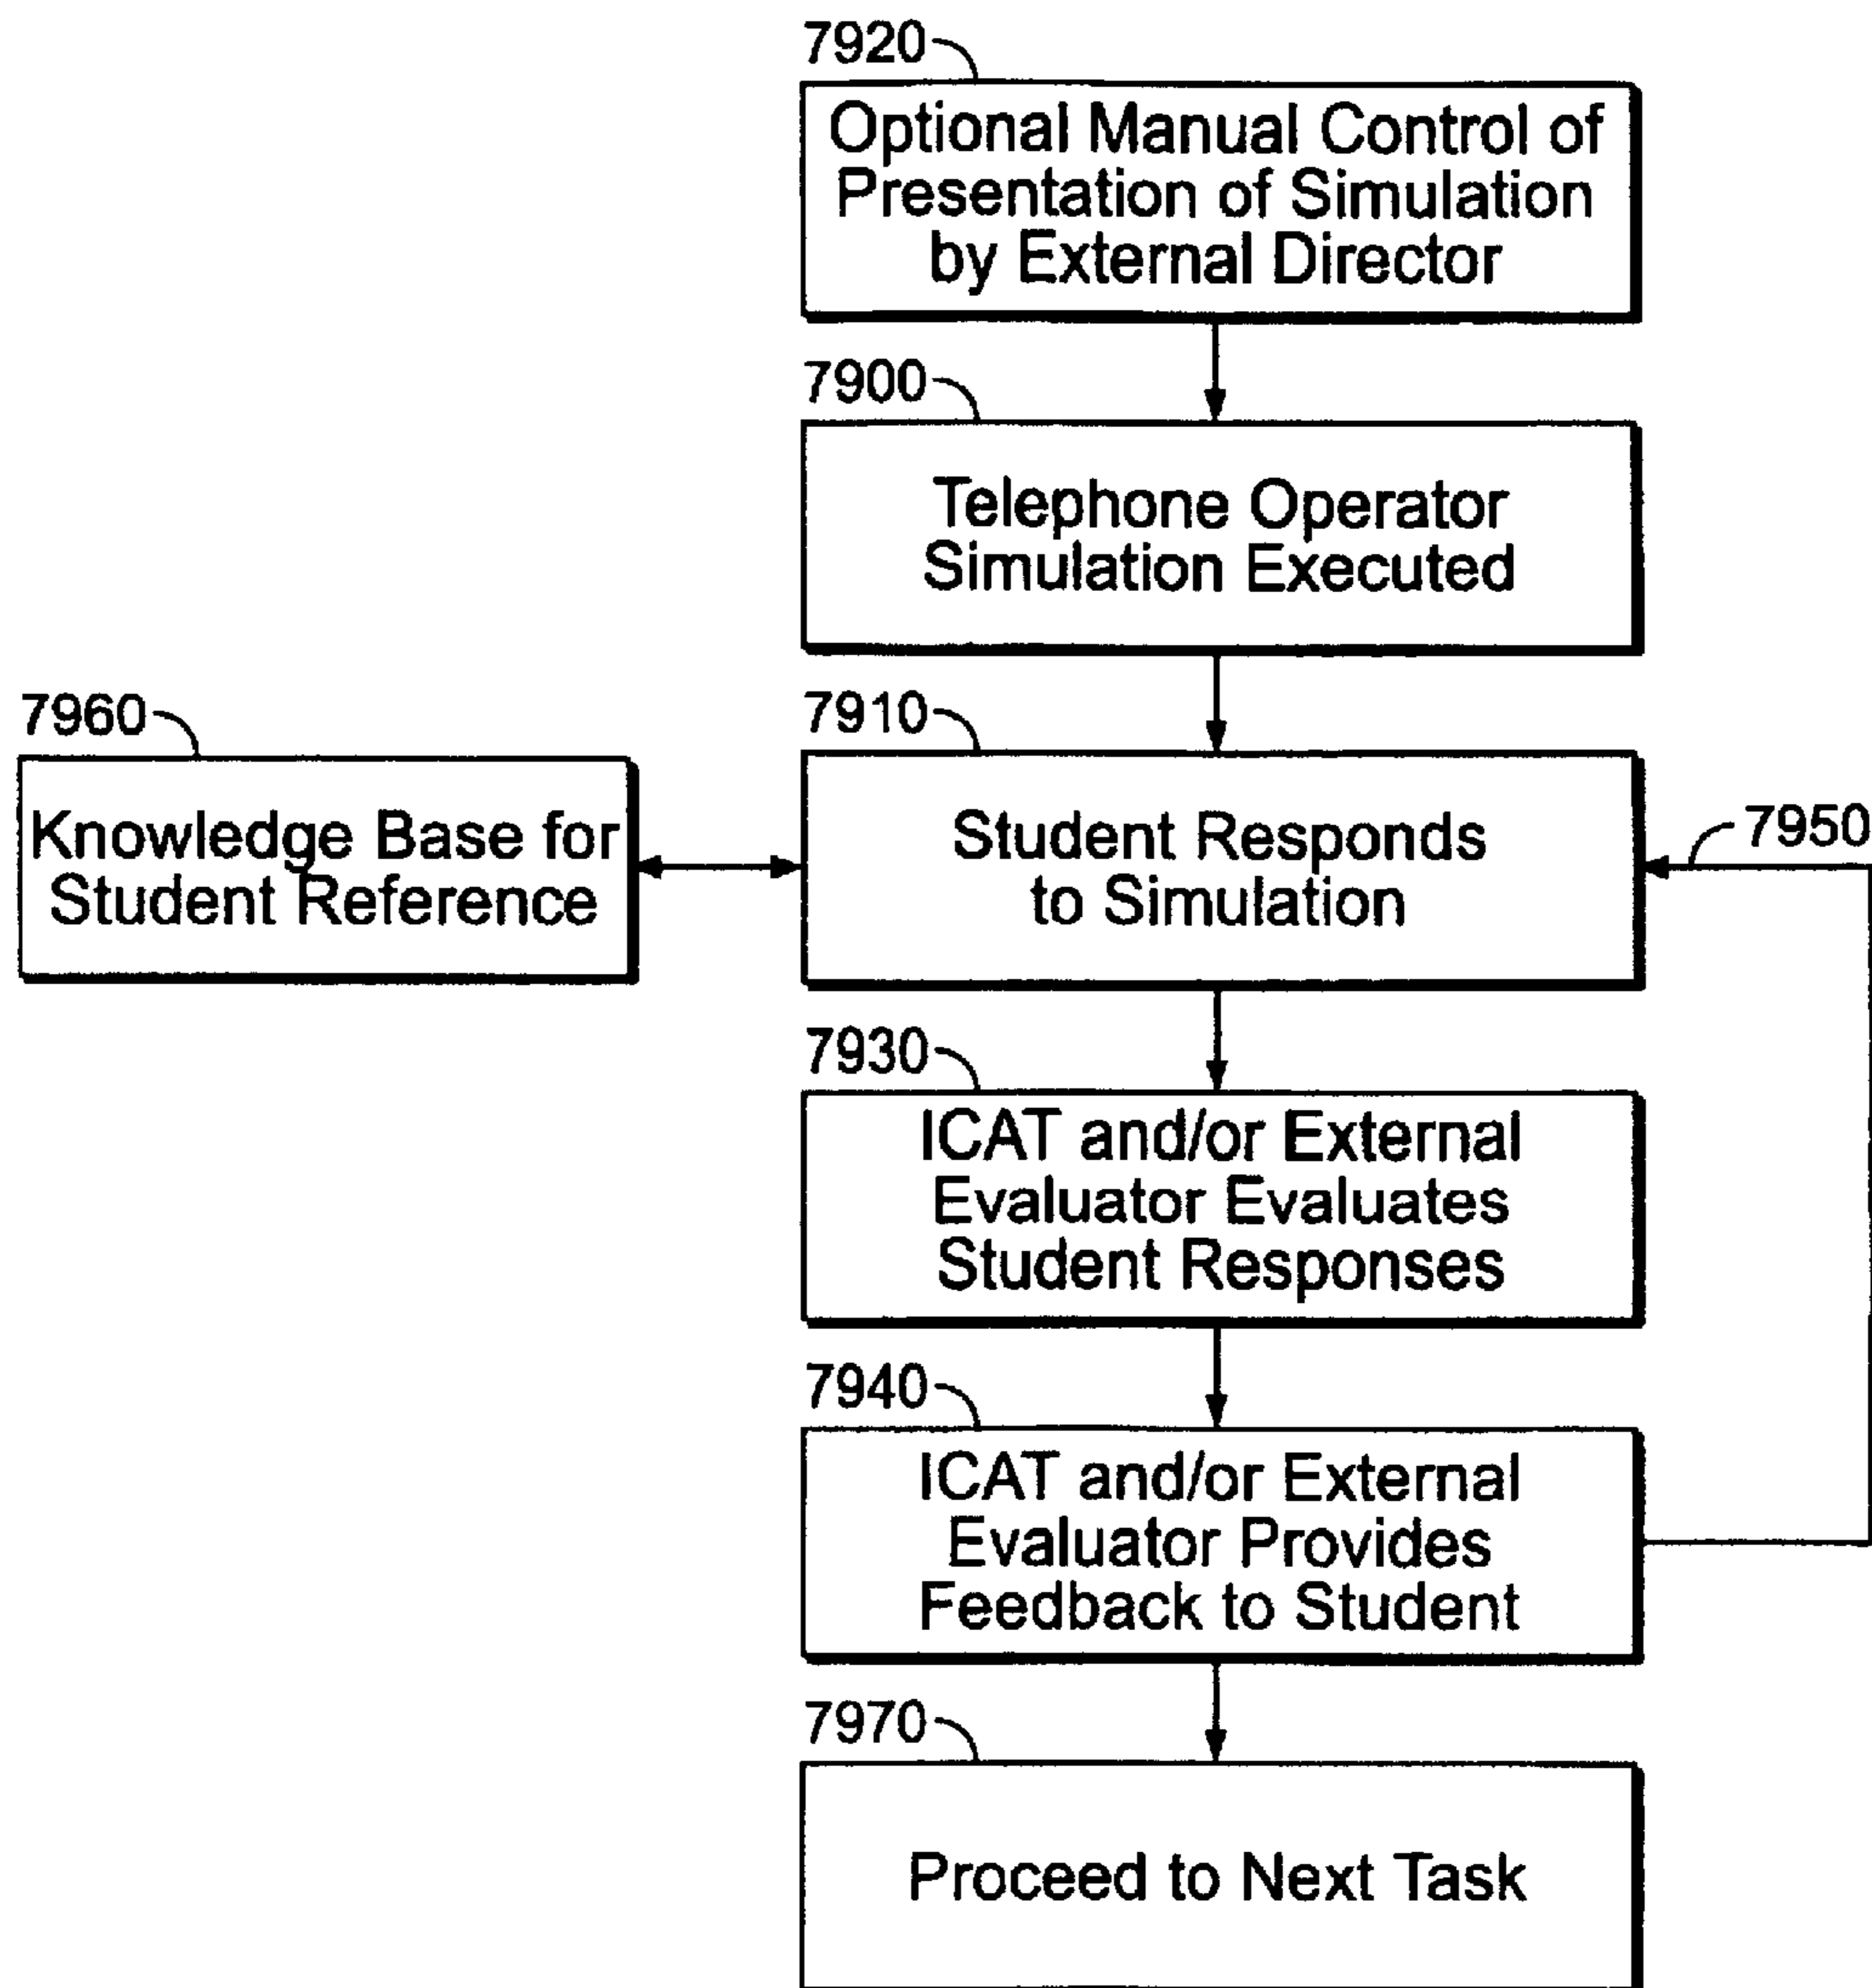 7920
Optional Manual Control of
Presentation of Simulation
by External Director
7900
Telephone Operator
Simulation Executed
7960
Knowledge Base for
Student Reference
7910
Student Responds
to Simulation
7950
7930
ICAT and/or External
Evaluator Evaluates
Student Responses
7940
ICAT and/or External
Evaluator Provides
Feedback to Student
7970
Proceed to Next Task